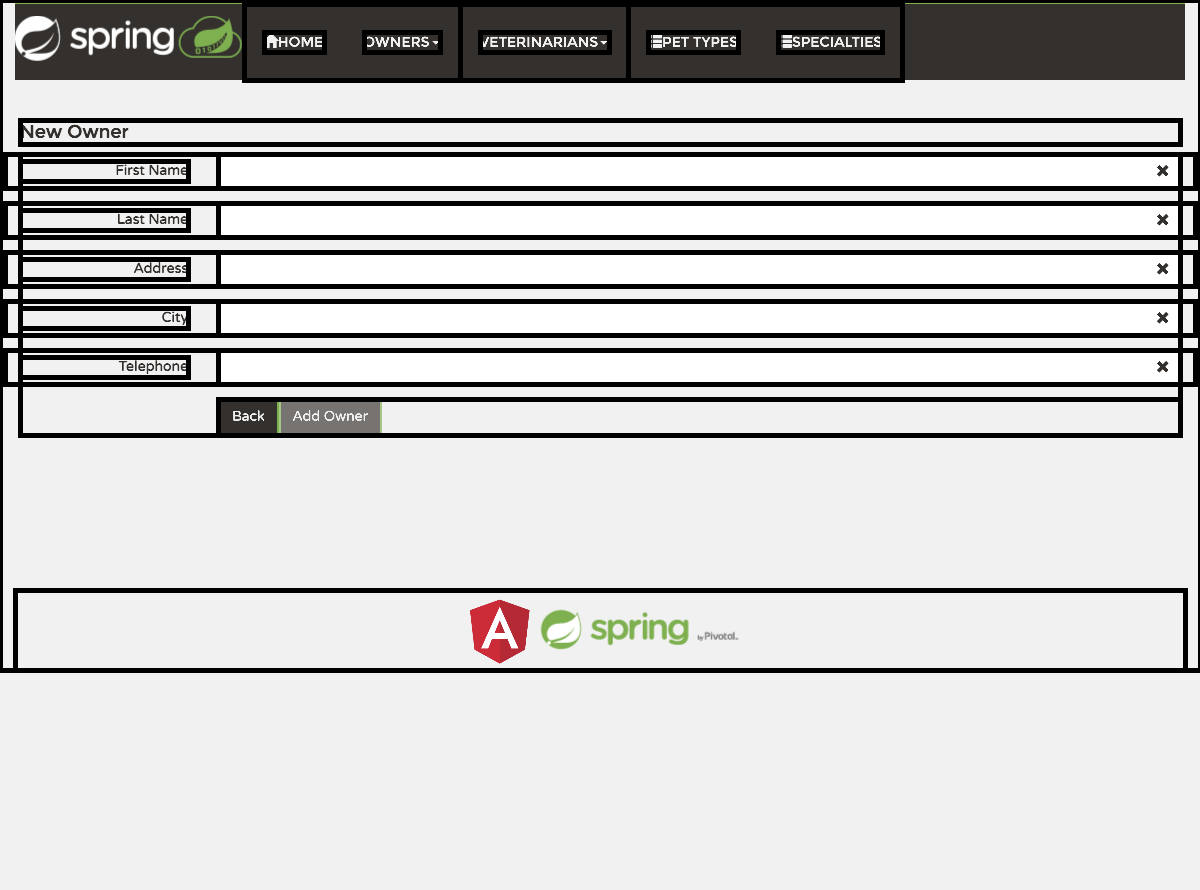 spring
HOME OWNERS VETERINARIANS PET TYPES SPECIALTIES
New Owner
First Name
Last Name
Address
City
Telephone
Back Add Owner
A spring by Pivotal.